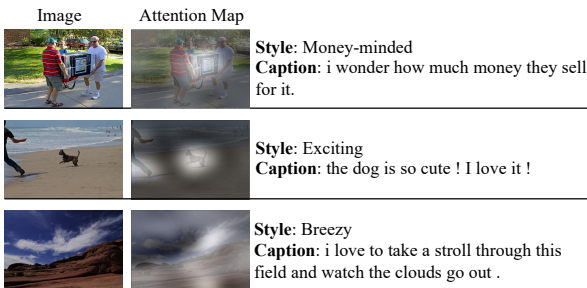 Image
Attention Map
Style: Money-minded
Caption: i wonder how much money they sell
for it.
Style: Exciting
Caption: the dog is so cute ! I love it !
Style: Breezy
Caption: i love to take a stroll through this
field and watch the clouds go out .